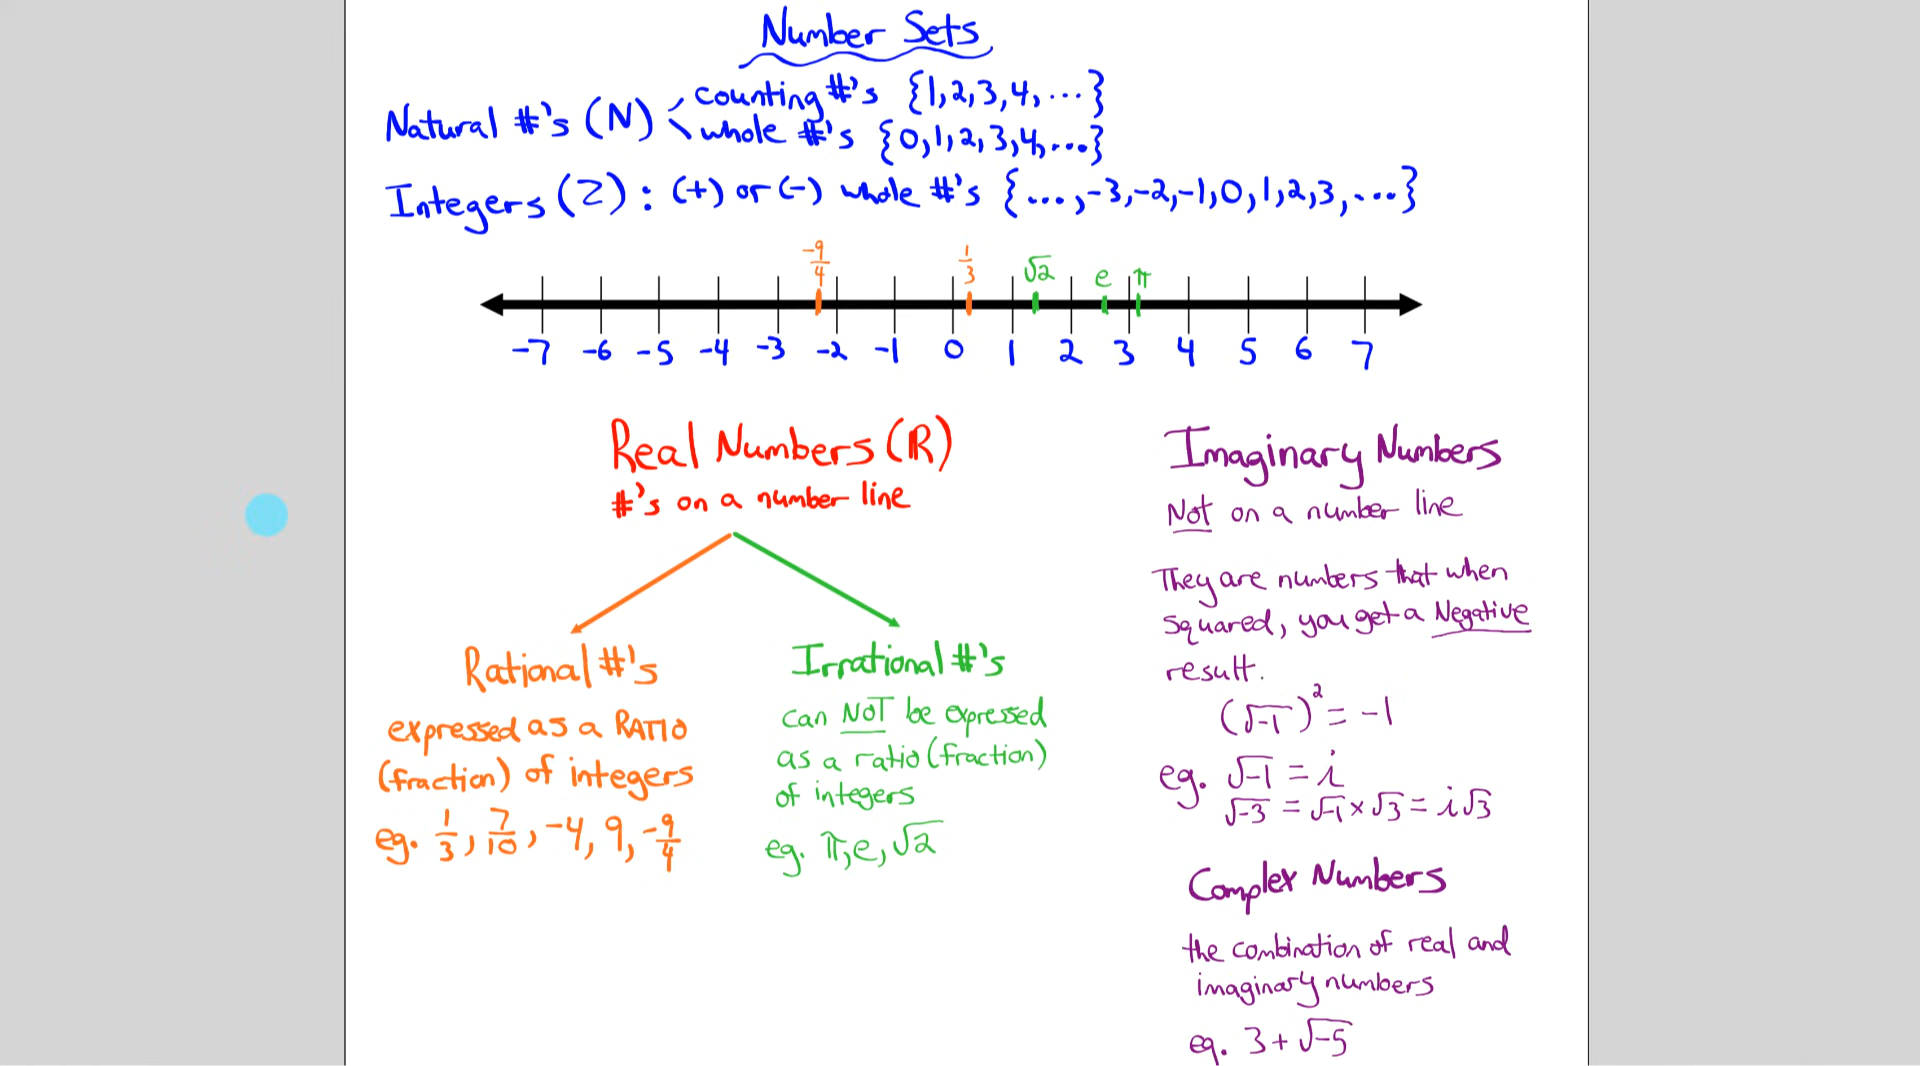 Number Sets
Natural #'s (N) < counting #'s {1,2,3,4, ...}
whole #'s {0,1,2,3,4, ...}
Integers (Z) : (+) or (-) whole #'s {...,-3,-2,-1,0,1,2,3, ...}
-9/4 1/3 √2 e π
-7 -6 -5 -4 -3 -2 -1 0 1 2 3 4 5 6 7
Real Numbers (R)
#'s on a number line
Rational #'s
expressed as a RATIO
(fraction) of integers
eg. 1/3, 7/10, -4, 9, -9/4
Irrational #'s
can NOT be expressed
as a ratio (fraction)
of integers
eg. π, e, √2
Imaginary Numbers
Not on a number line
They are numbers that when
squared, you get a Negative
result.
(√-1)² = -1
eg. √-1 = i
√-3 = √-1 × √3 = i√3
Complex Numbers
the combination of real and
imaginary numbers
eg. 3 + √-5